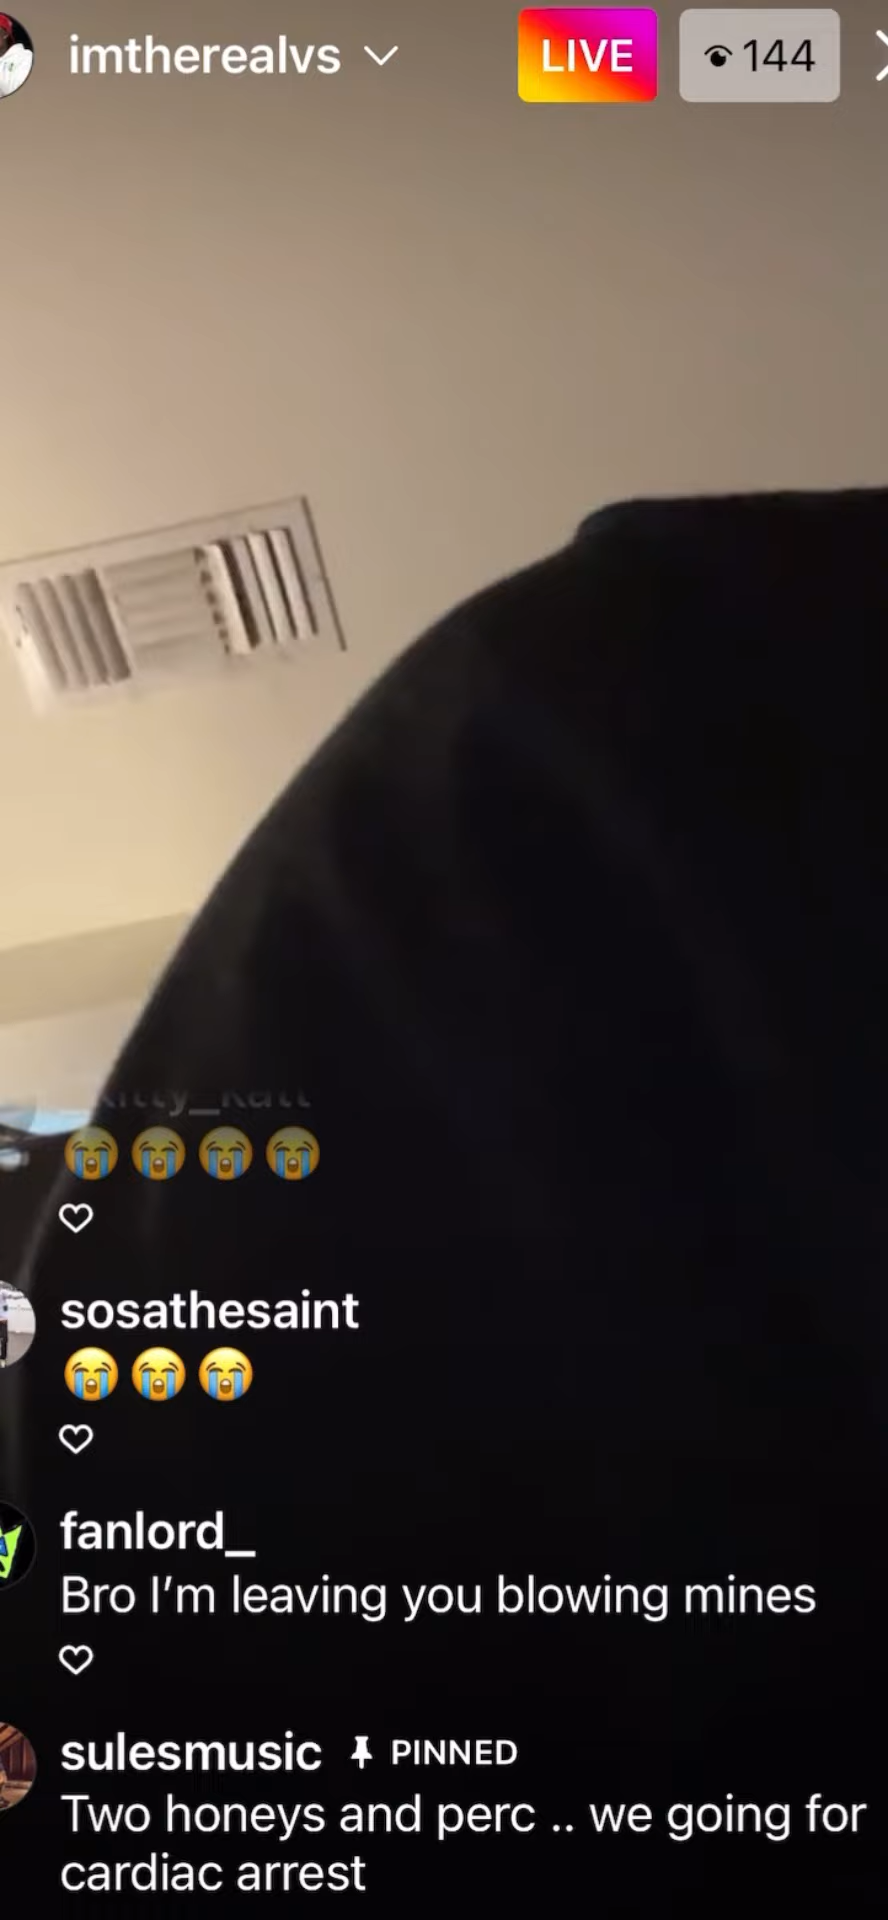 imtherealvs
LIVE
144
😭😭😭😭
sosathesaint
😭😭😭
fanlord_
Bro I’m leaving you blowing mines
sulesmusic PINNED
Two honeys and perc .. we going for
cardiac arrest